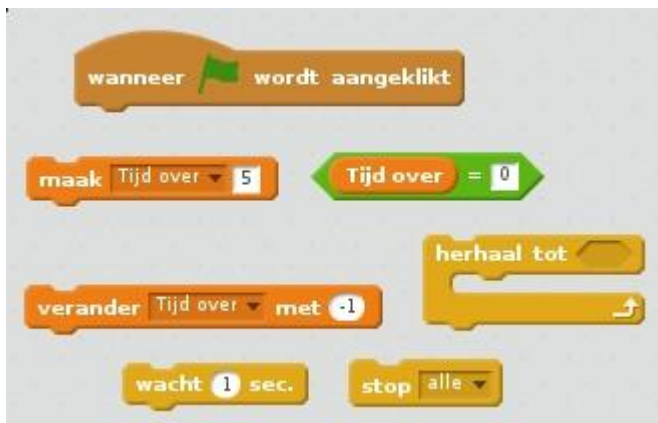 wanneer wordt aangeklikt
maak Tijd over 5
Tijd over = 0
herhaal tot
verander Tijd over met -1
wacht 1 sec.
stop alle